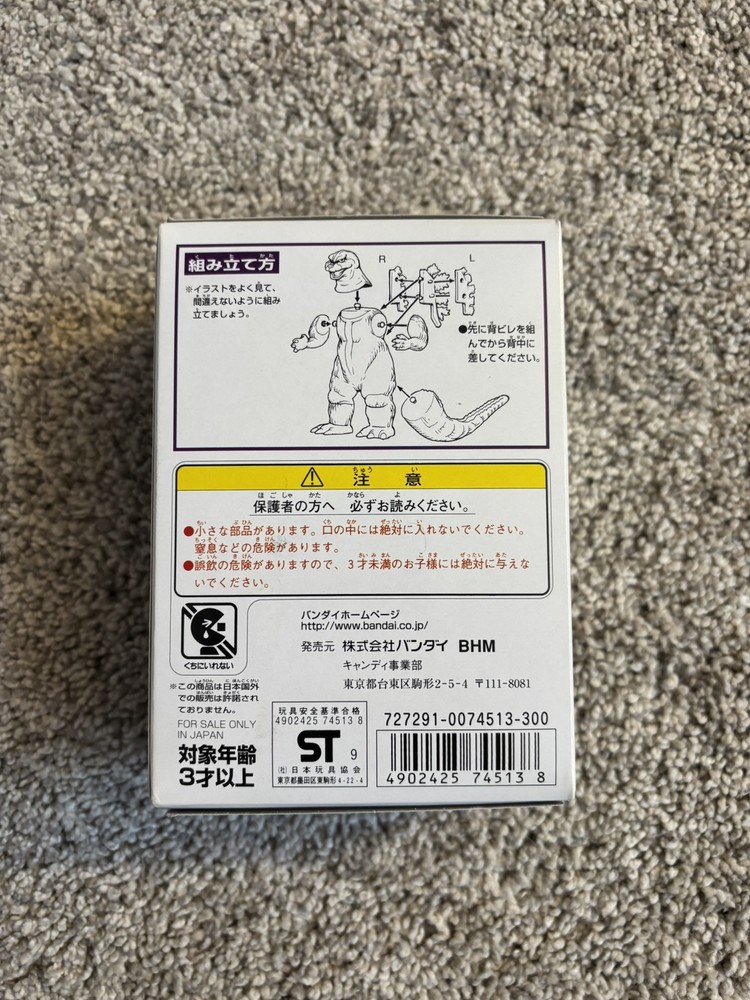 組み立て方
※イラストをよく見て、
間違えないように組み
立てましょう。
R
L
●先に背ビレを組
んでから背中に
差してください。
注意
保護者の方へ 必ずお読みください。
●小さな部品があります。口の中には絶対に入れないでください。
窒息などの危険があります。
●誤飲の危険がありますので、3才未満のお子様には絶対に与えな
いでください。
くちにいれない
バンダイホームページ
http://www.bandai.co.jp/
発売元 株式会社バンダイ BHM
キャンディ事業部
東京都台東区駒形2-5-4 〒111-8081
※この商品は日本国外
での販売は許諾され
ておりません。
FOR SALE ONLY
IN JAPAN
対象年齢
3才以上
玩具安全基準合格
4902425 74513 8
ST 9
(社)日本玩具協会
東京都墨田区東駒形4-22-4
727291-0074513-300
4902425 74513 8